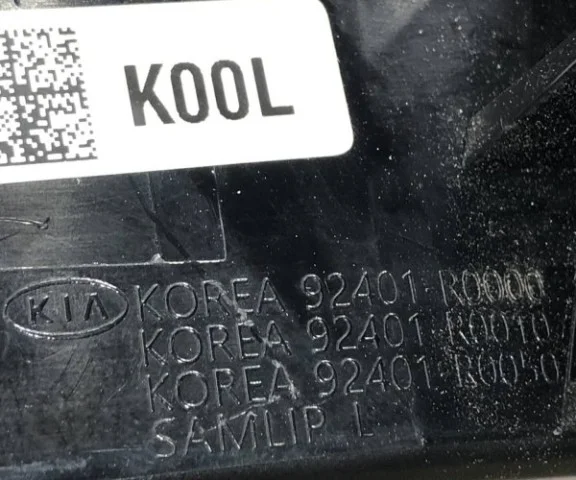 K00L
KIA KOREA 92401 R0000
KOREA 92401 R0010
KOREA 92401 R0050
SAMLIP L